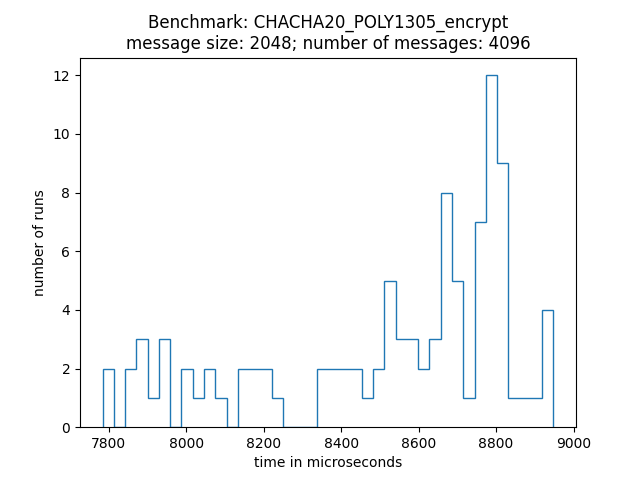 Benchmark: CHACHA20_POLY1305_encrypt
message size: 2048; number of messages: 4096
12
10
8
6
4
2
0
number of runs
7800 8000 8200 8400 8600 8800 9000
time in microseconds